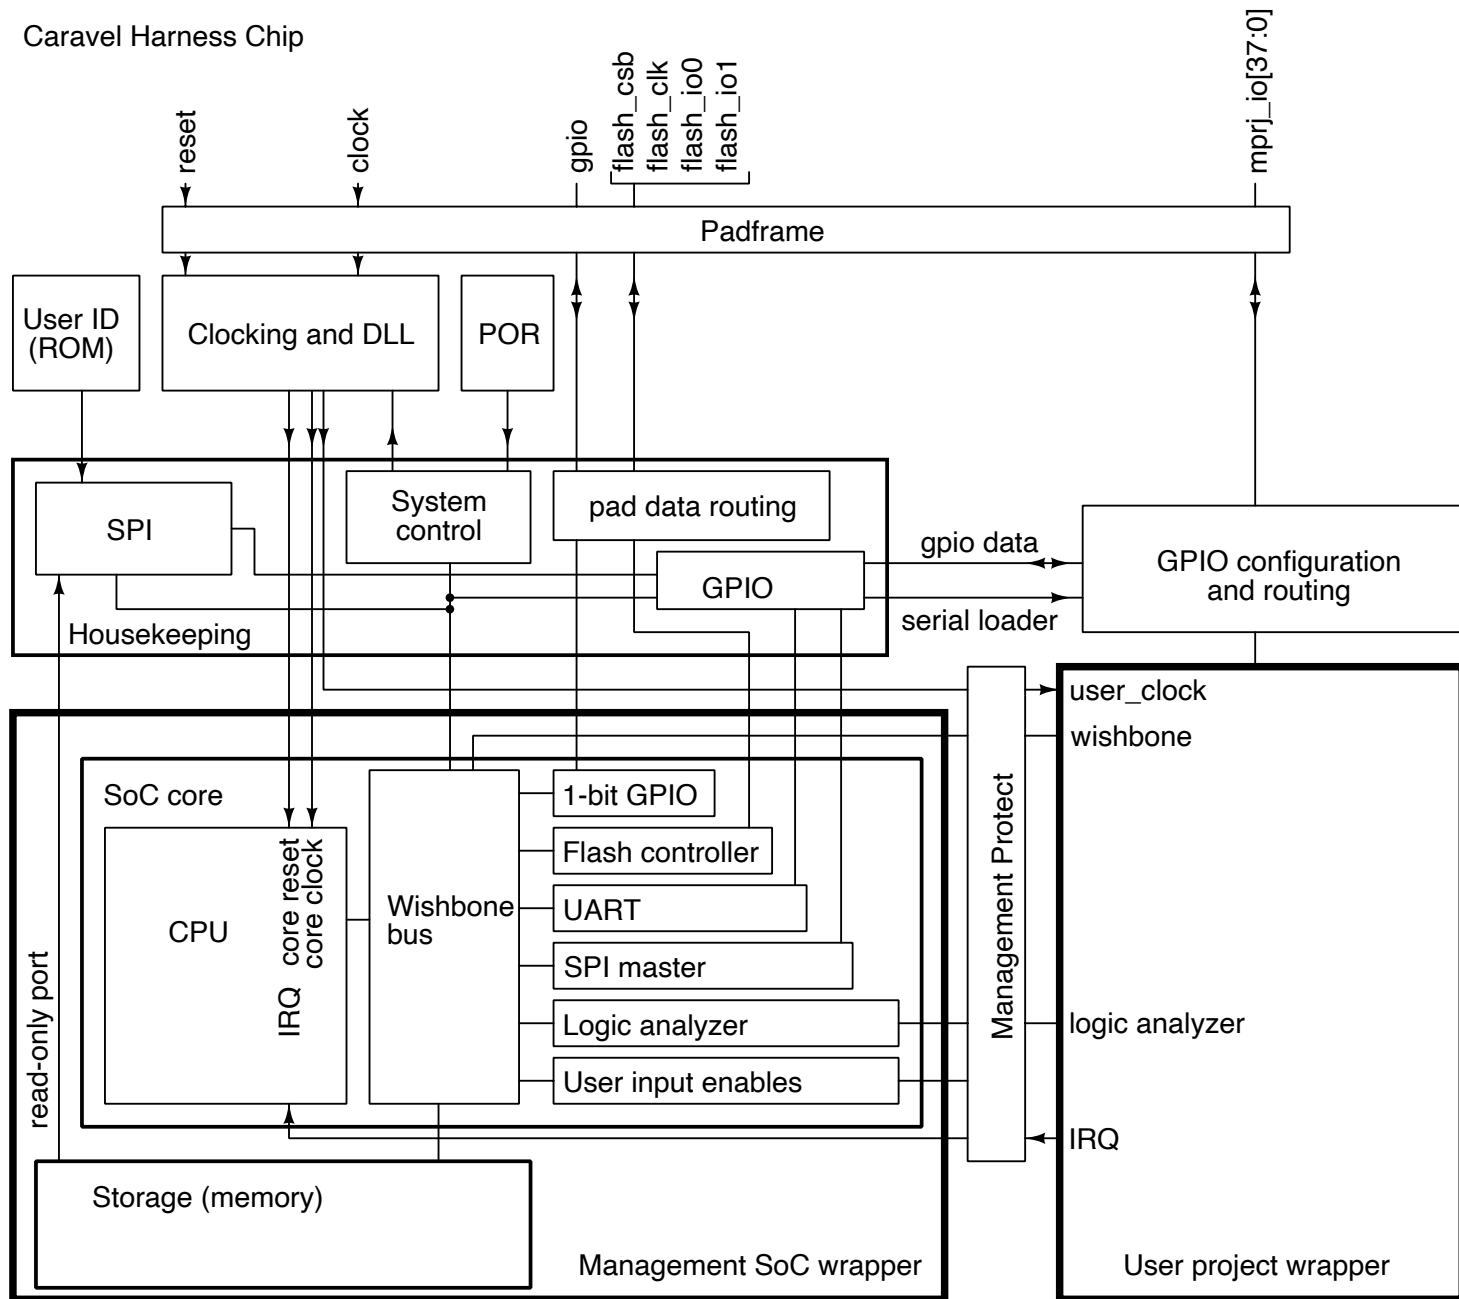 Caravel Harness Chip
reset
clock
gpio
flash_csb
flash_clk
flash_io0
flash_io1
mprj_io[37:0]
Padframe
User ID
(ROM)
Clocking and DLL
POR
SPI
System
control
pad data routing
GPIO
gpio data
serial loader
GPIO configuration
and routing
Housekeeping
user_clock
wishbone
SoC core
1-bit GPIO
Flash controller
UART
SPI master
Logic analyzer
User input enables
Wishbone
bus
CPU
IRQ
core reset
core clock
Management Protect
logic analyzer
IRQ
read-only port
Storage (memory)
Management SoC wrapper
User project wrapper